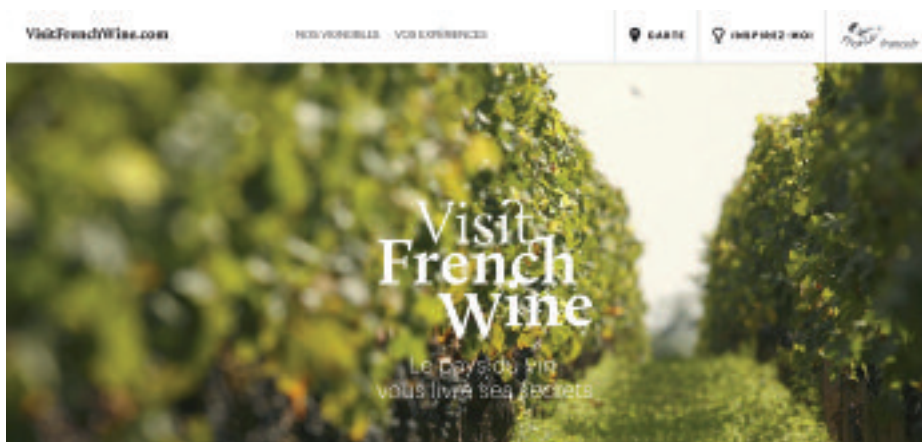 VisitFrenchWine.com
NOS VIGNOBLES VOS EXPÉRIENCES
CARTE
INSPIREZ-MOI
Visit
French
Wine
Le pays du vin
vous livre ses secrets